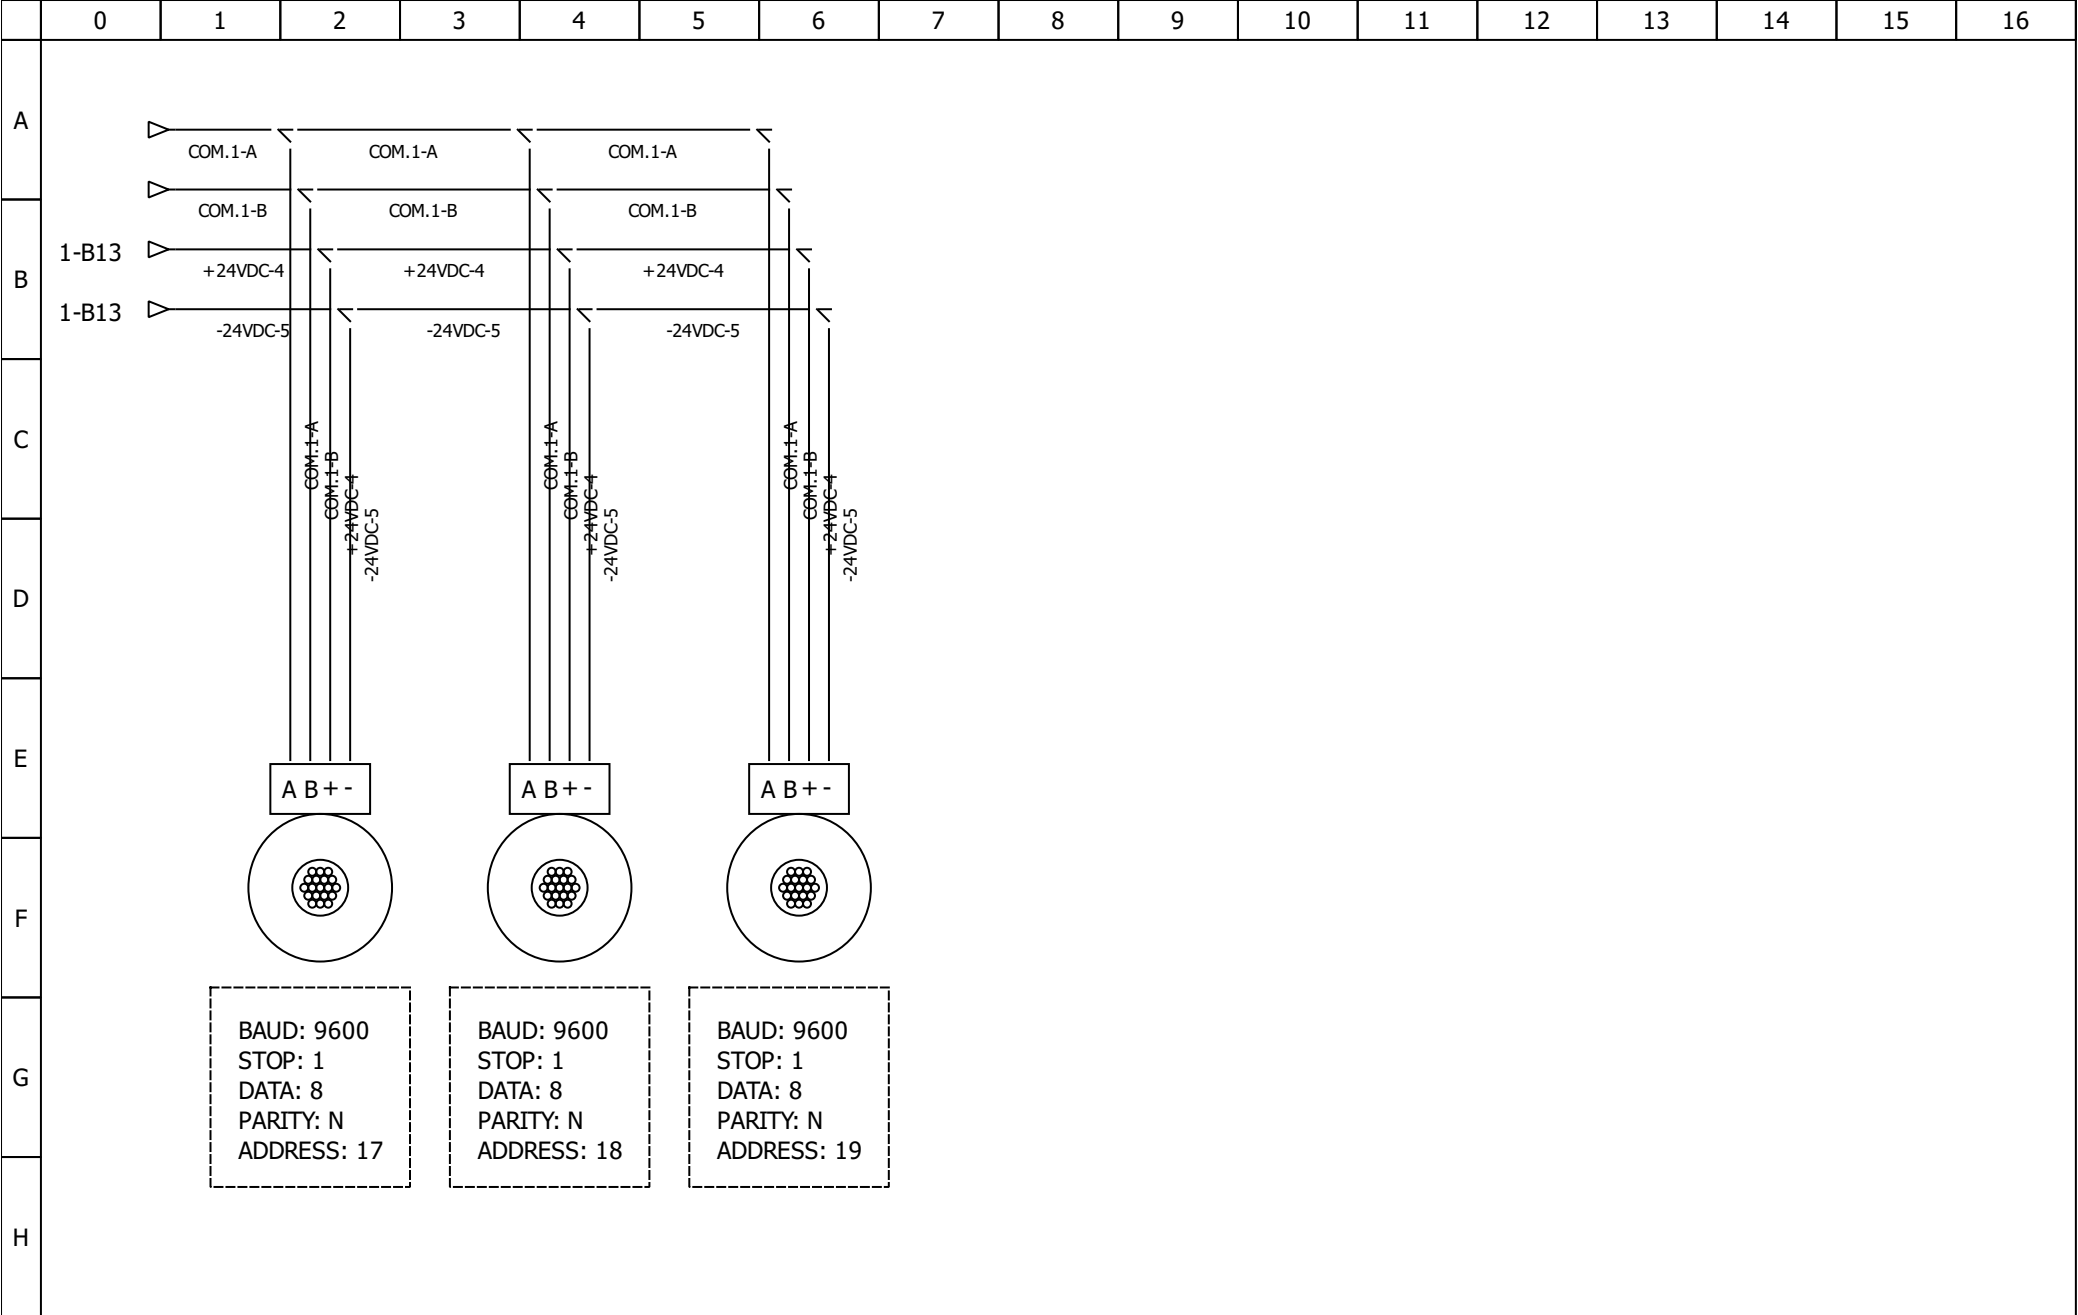 0 1 2 3 4 5 6 7 8 9 10 11 12 13 14 15 16
A
COM.1-A COM.1-A COM.1-A
COM.1-B COM.1-B COM.1-B
1-B13
+24VDC-4 +24VDC-4 +24VDC-4
B
1-B13
-24VDC-5 -24VDC-5 -24VDC-5
C
COM.1-A
COM.1-B
+24VDC-4
-24VDC-5
COM.1-A
COM.1-B
+24VDC-4
-24VDC-5
COM.1-A
COM.1-B
+24VDC-4
-24VDC-5
D
E
A B + - A B + - A B + -
F
BAUD: 9600
STOP: 1
DATA: 8
PARITY: N
ADDRESS: 17
BAUD: 9600
STOP: 1
DATA: 8
PARITY: N
ADDRESS: 18
BAUD: 9600
STOP: 1
DATA: 8
PARITY: N
ADDRESS: 19
G
H